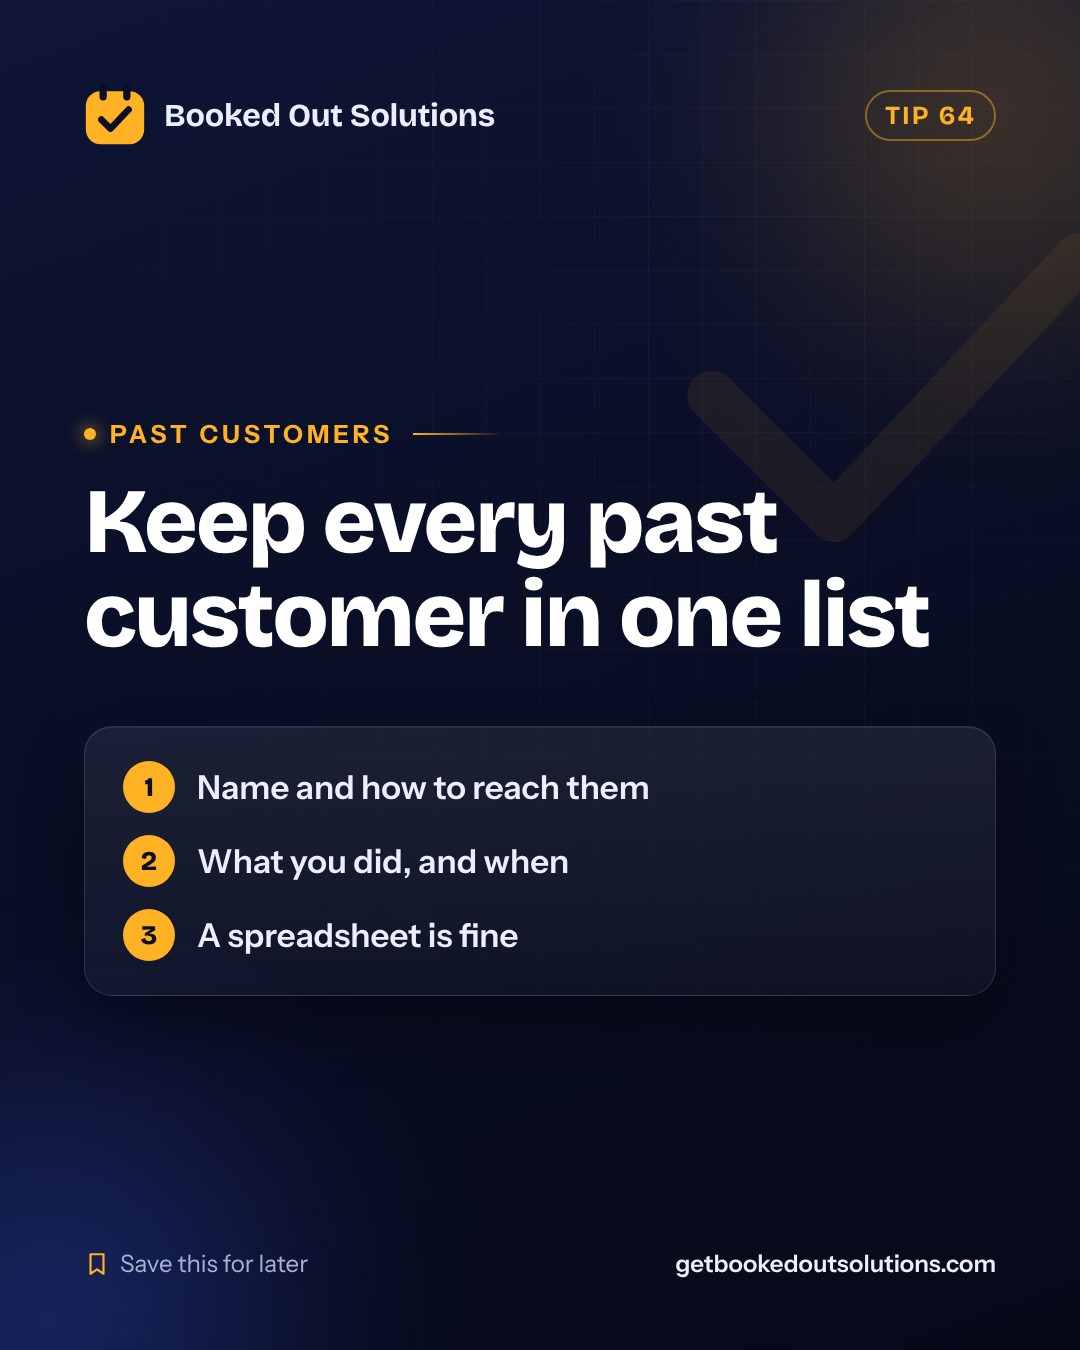 Booked Out Solutions
TIP 64
PAST CUSTOMERS
Keep every past
customer in one list
1 Name and how to reach them
2 What you did, and when
3 A spreadsheet is fine
Save this for later
getbookedoutsolutions.com